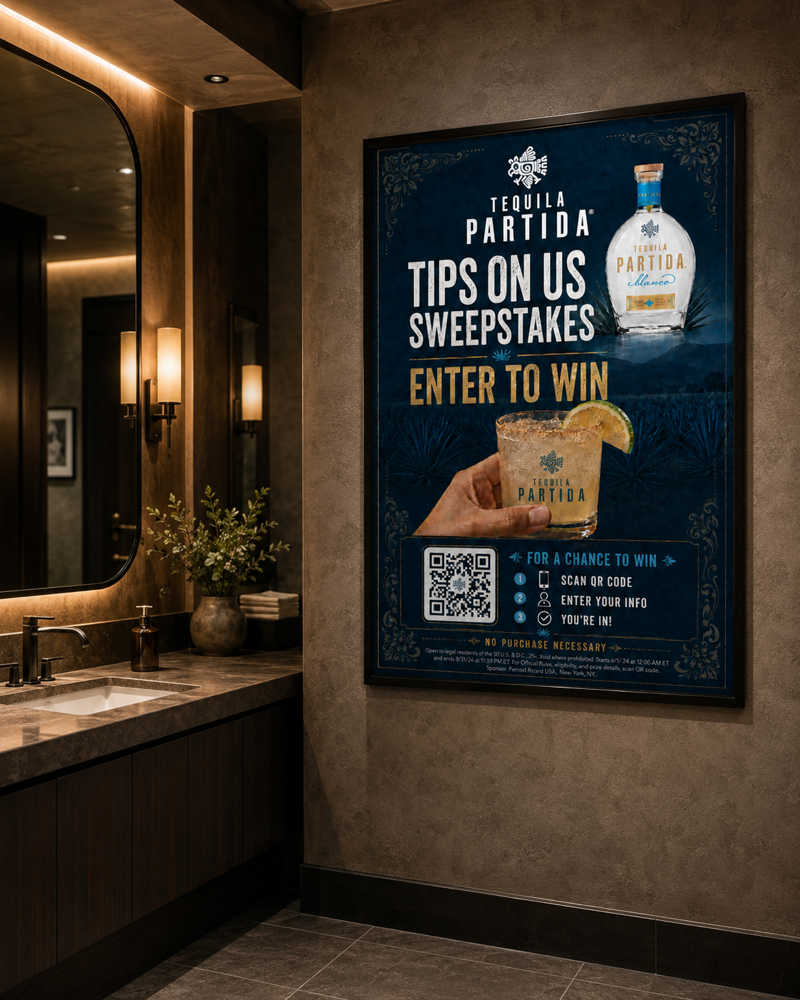 TEQUILA
PARTIDA®
TIPS ON US
SWEEPSTAKES
ENTER TO WIN
PARTIDA
TEQUILA
PARTIDA
blanco
TEQUILA
PARTIDA
FOR A CHANCE TO WIN
1 SCAN QR CODE
2 ENTER YOUR INFO
3 YOU'RE IN!
NO PURCHASE NECESSARY
Open to legal residents of the 50 U.S. & D.C., 21+. Void where prohibited. Starts 6/1/24 at 12:00 AM ET
and ends 8/31/24 at 11:59 PM ET. For Official Rules, eligibility, and prize details, scan QR code.
Sponsor: Pernod Ricard USA, New York, NY.